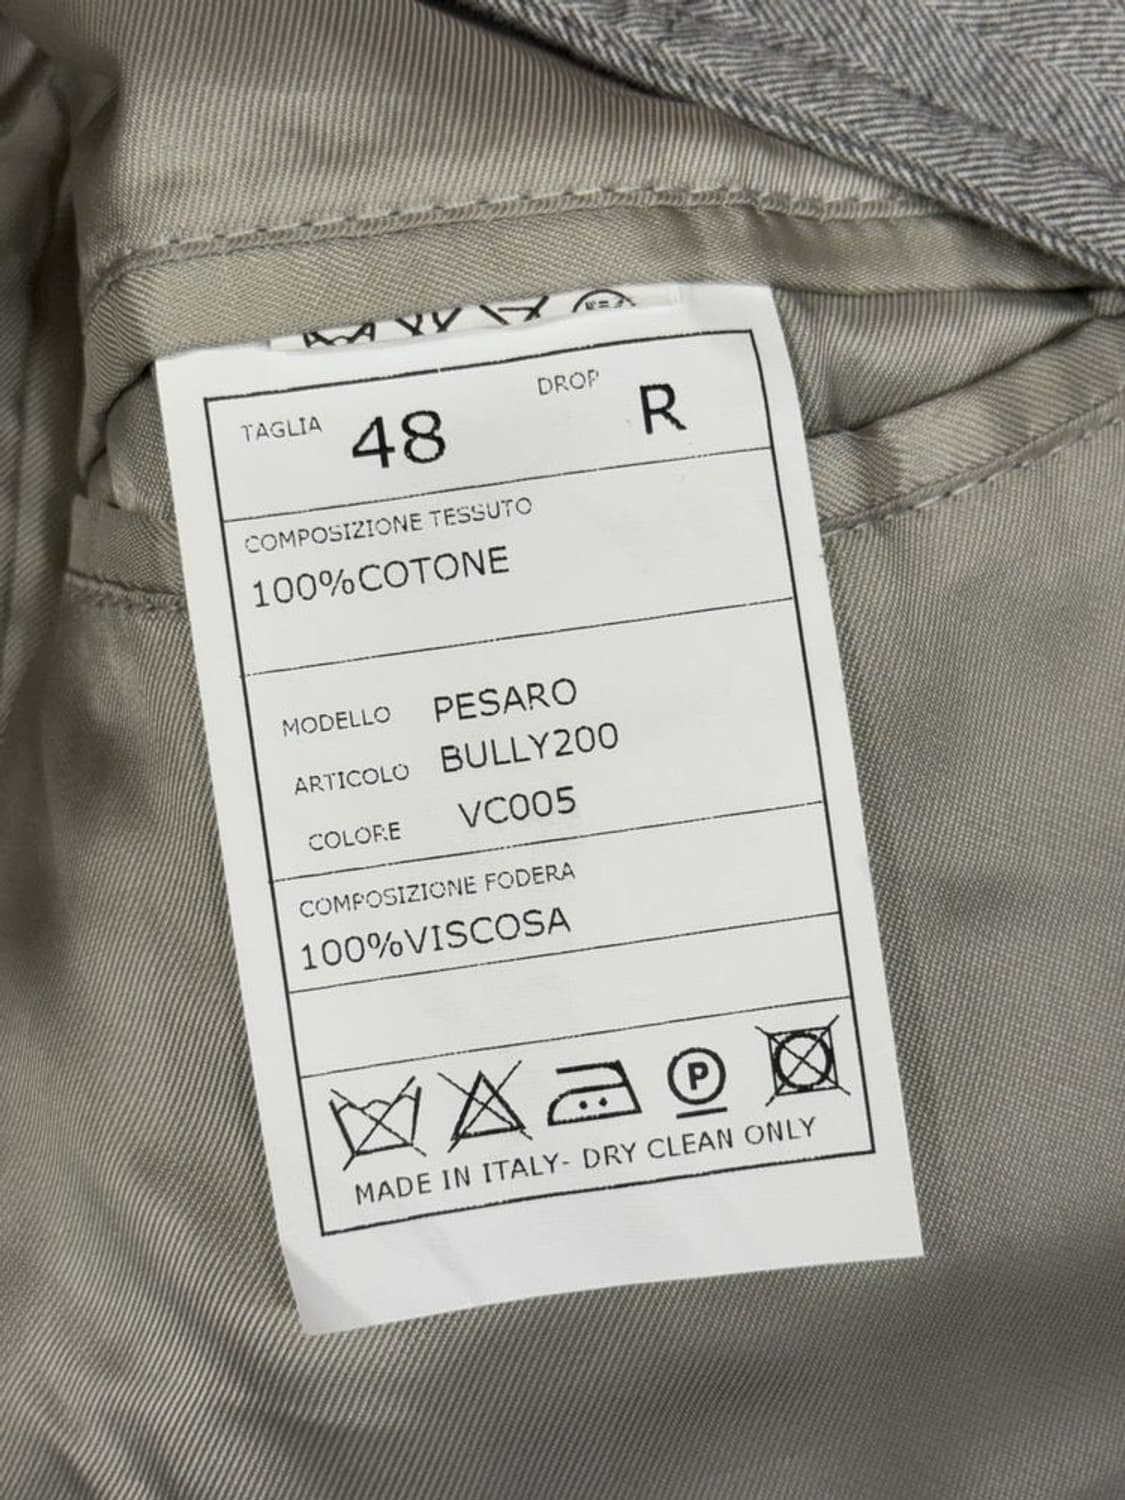 TAGLIA 48 DROP R
COMPOSIZIONE TESSUTO
100%COTONE
MODELLO PESARO
ARTICOLO BULLY200
COLORE VC005
COMPOSIZIONE FODERA
100%VISCOSA
P
MADE IN ITALY- DRY CLEAN ONLY